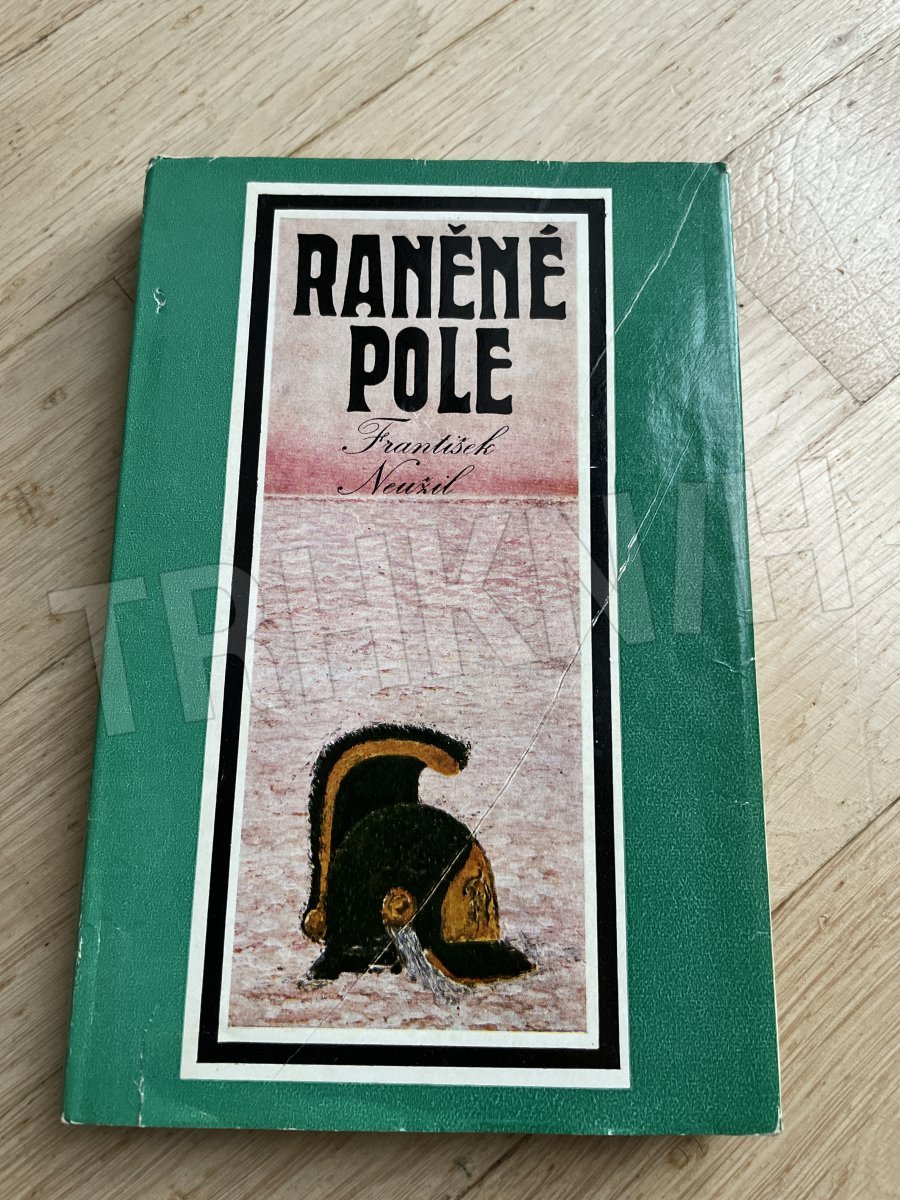 RANĚNÉ
POLE
František
Neužil
TRHKNIH